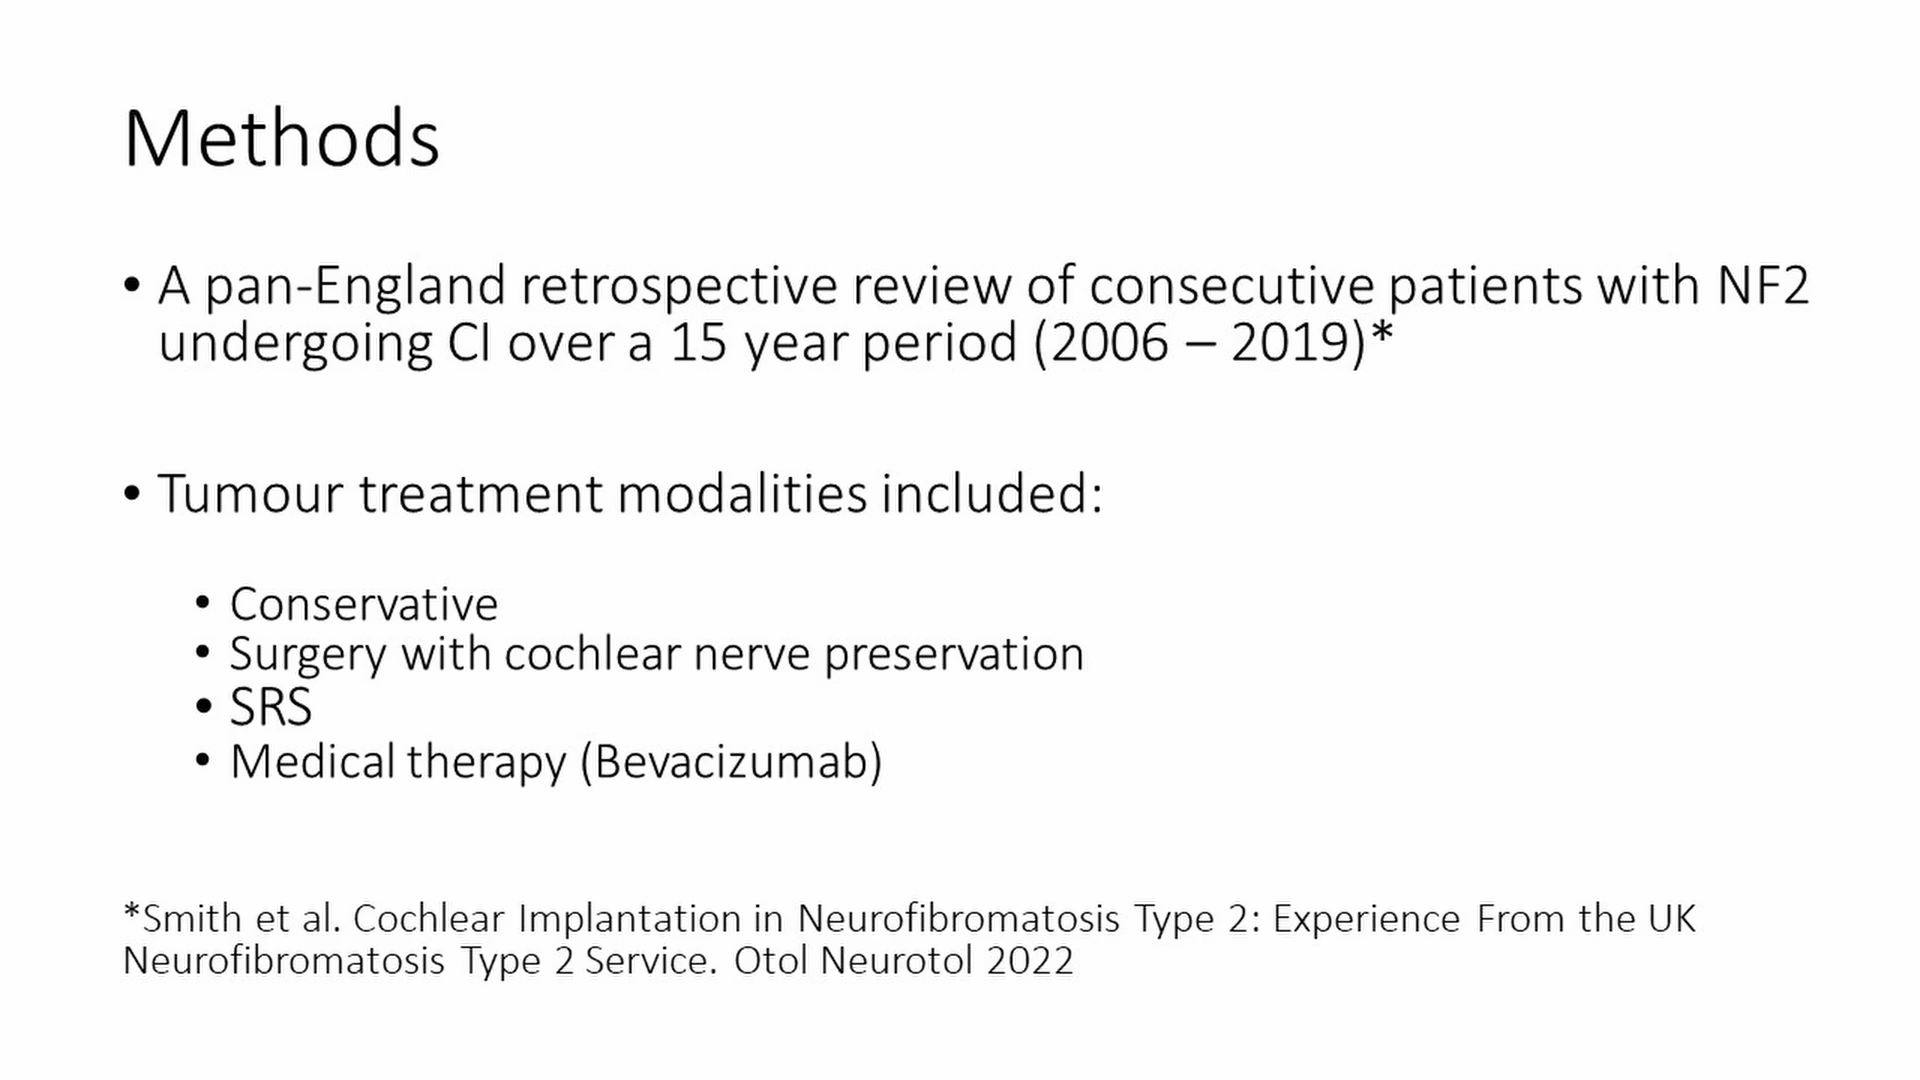 Methods
• A pan-England retrospective review of consecutive patients with NF2
undergoing CI over a 15 year period (2006 – 2019)*
• Tumour treatment modalities included:
• Conservative
• Surgery with cochlear nerve preservation
• SRS
• Medical therapy (Bevacizumab)
*Smith et al. Cochlear Implantation in Neurofibromatosis Type 2: Experience From the UK
Neurofibromatosis Type 2 Service. Otol Neurotol 2022